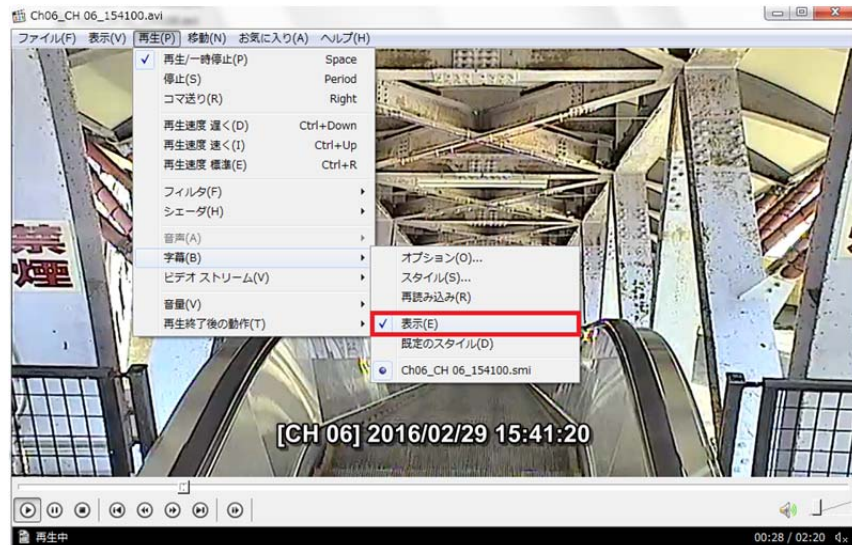 Ch06_CH 06_154100.avi
ファイル(F) 表示(V) 再生(P) 移動(N) お気に入り(A) ヘルプ(H)
✓ 再生/一時停止(P) Space
停止(S) Period
コマ送り(R) Right
再生速度 遅く(D) Ctrl+Down
再生速度 速く(I) Ctrl+Up
再生速度 標準(E) Ctrl+R
フィルタ(F)
シェーダ(H)
音声(A)
字幕(B)
ビデオ ストリーム(V)
音量(V)
再生終了後の動作(T)
オプション(O)...
スタイル(S)...
再読み込み(R)
✓ 表示(E)
既定のスタイル(D)
Ch06_CH 06_154100.smi
禁煙
[CH 06] 2016/02/29 15:41:20
再生中 00:28 / 02:20